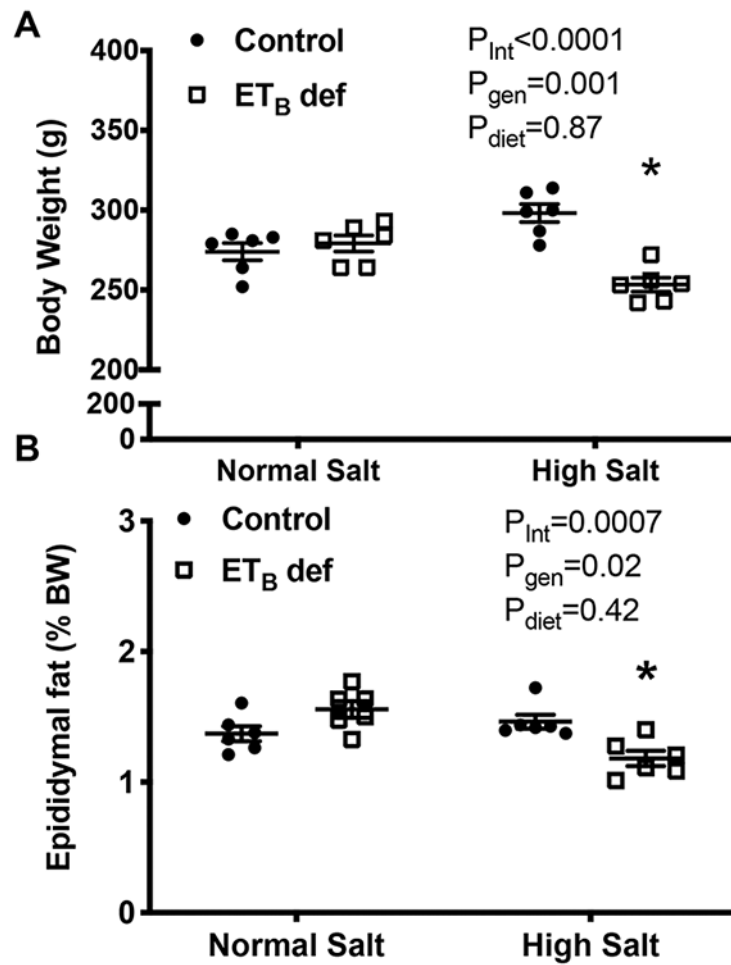 A
Body Weight (g)
400
350
300
250
200
200
0
Control
ET_B def
P_Int<0.0001
P_gen=0.001
P_diet=0.87
*
Normal Salt
High Salt
B
Epididymal fat (% BW)
3
2
1
0
Control
ET_B def
P_Int=0.0007
P_gen=0.02
P_diet=0.42
*
Normal Salt
High Salt